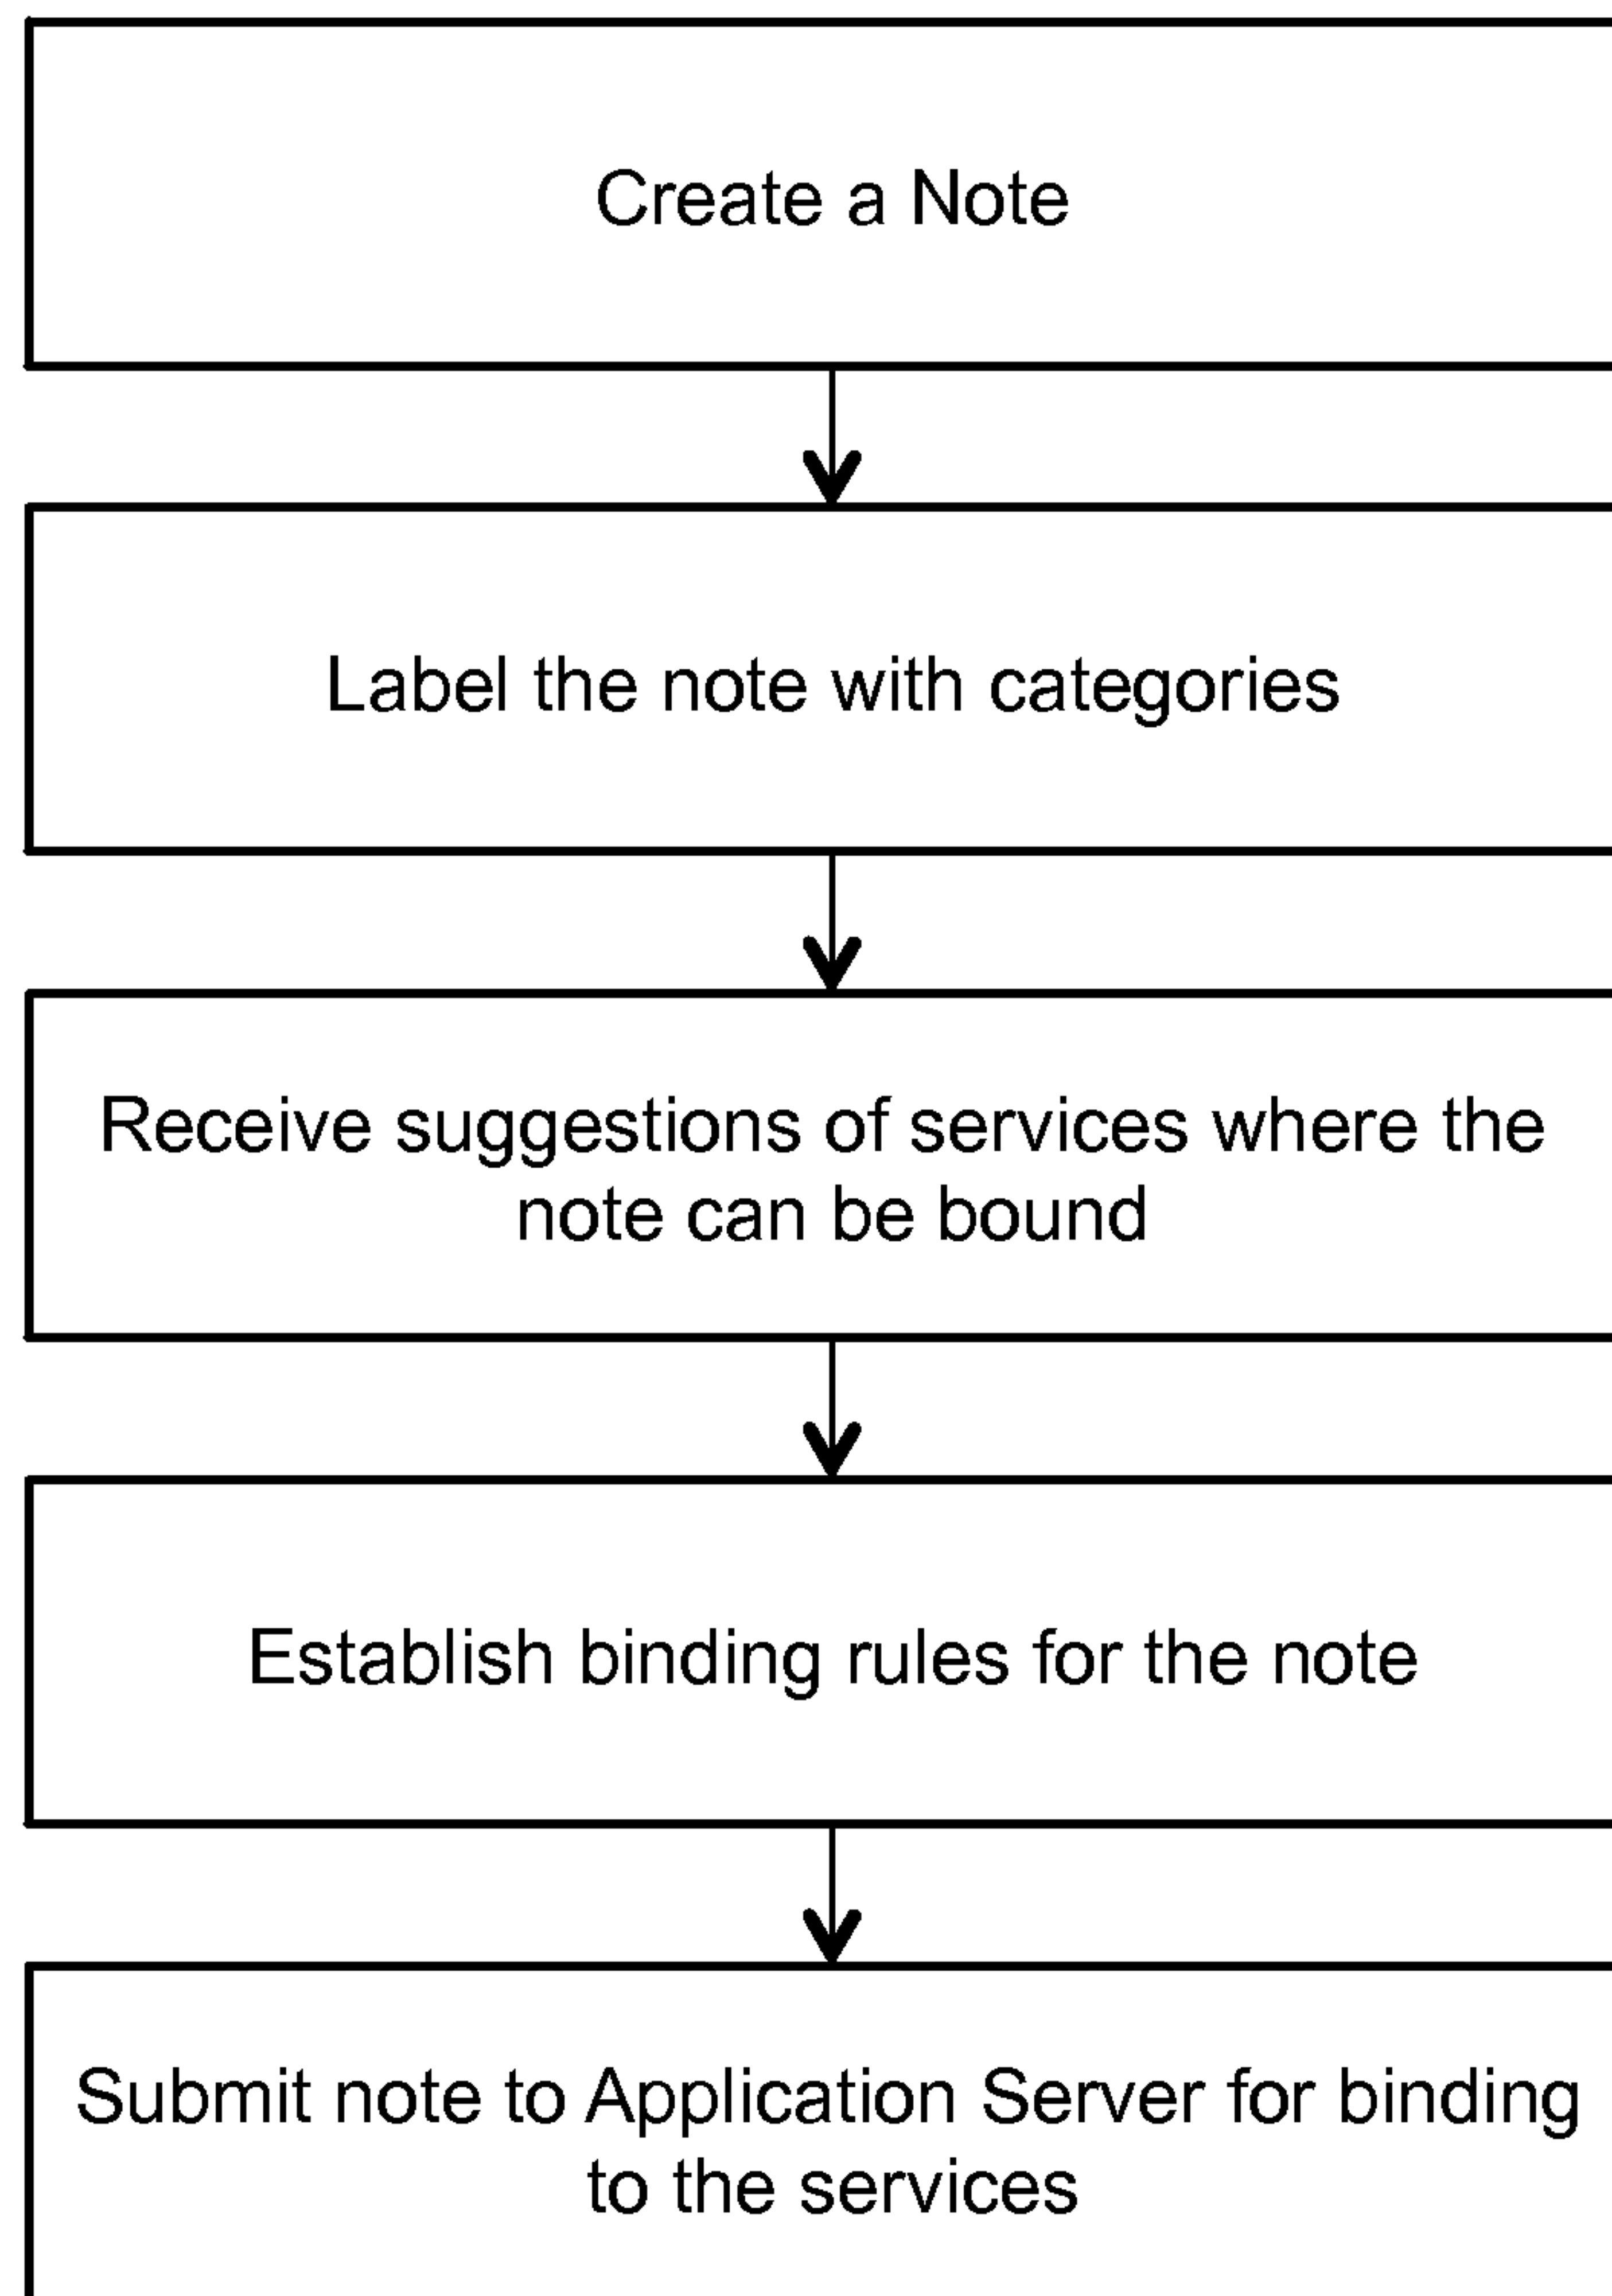 Create a Note
Label the note with categories
Receive suggestions of services where the
note can be bound
Establish binding rules for the note
Submit note to Application Server for binding
to the services